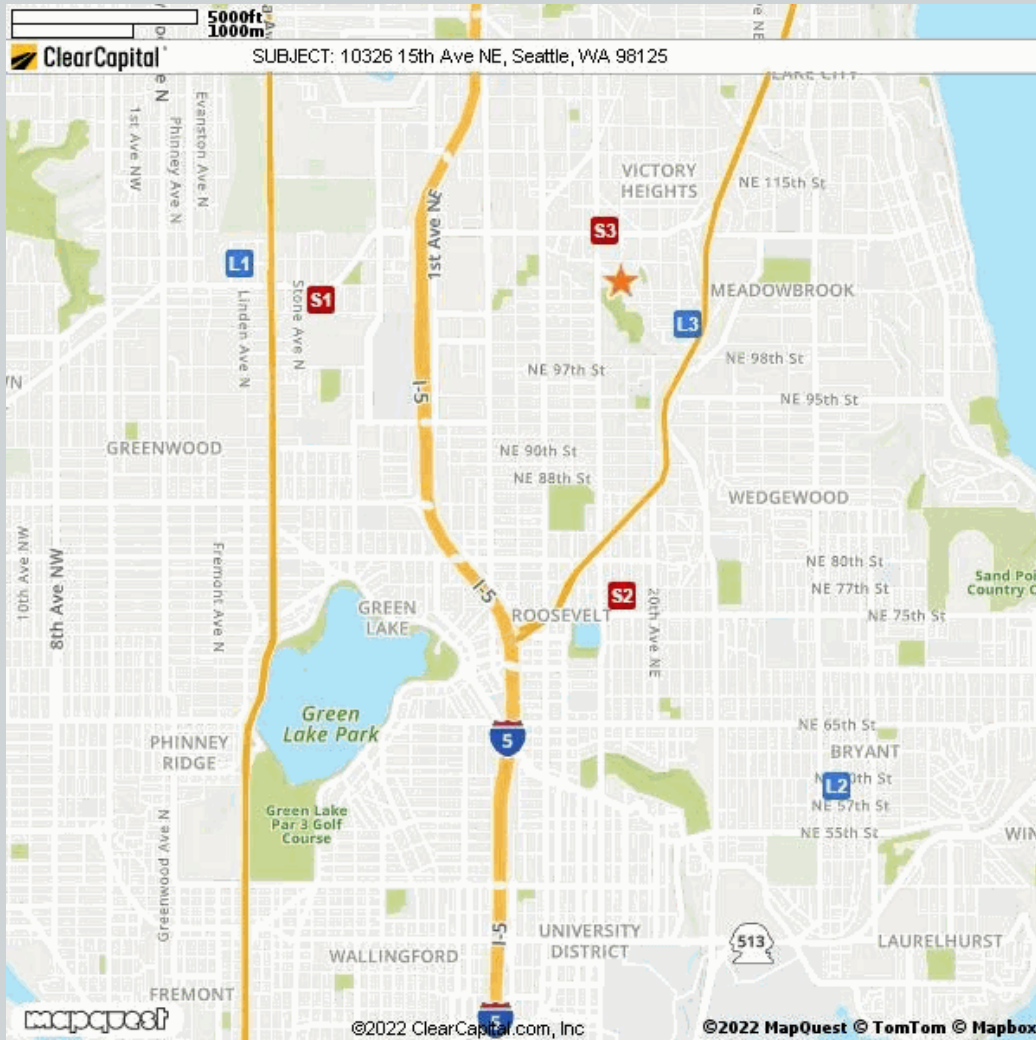 5000ft
1000m
ClearCapital
SUBJECT: 10326 15th Ave NE, Seattle, WA 98125
LAKE CITY
1st Ave NW
Phinney Ave N
Evanston Ave N
VICTORY
HEIGHTS
NE 115th St
1st Ave NE
S3
L1
S1
Linden Ave N
Stone Ave N
MEADOWBROOK
L3
NE 98th St
NE 97th St
I-5
NE 95th St
GREENWOOD
NE 90th St
NE 88th St
WEDGEWOOD
10th Ave NW
8th Ave NW
Fremont Ave N
NE 80th St
NE 77th St
NE 75th St
Sand Poi
Country C
I-5
GREEN
LAKE
ROOSEVELT
S2
20th Ave NE
Green
Lake Park
5
NE 65th St
PHINNEY
RIDGE
BRYANT
L2
NE 57th St
NE 55th St
Green Lake
Par 3 Golf
Course
WIN
Greenwood Ave N
I-5
UNIVERSITY
DISTRICT
513
LAURELHURST
WALLINGFORD
FREMONT
5
mapquest
©2022 ClearCapital.com, Inc
©2022 MapQuest © TomTom © Mapbox